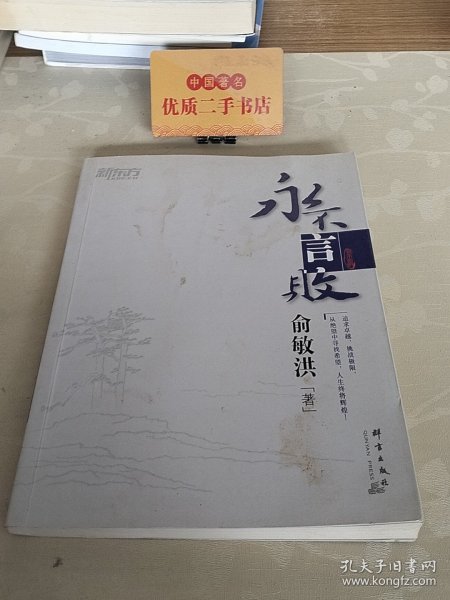 中国著名
优质二手书店
新东方
永不
言
败
俞敏洪
「著」
追求卓越,挑战极限,
从绝望中寻找希望,人生终将辉煌!
群言出版社
QUNYAN PRESS
孔夫子旧书网
www.kongfz.com